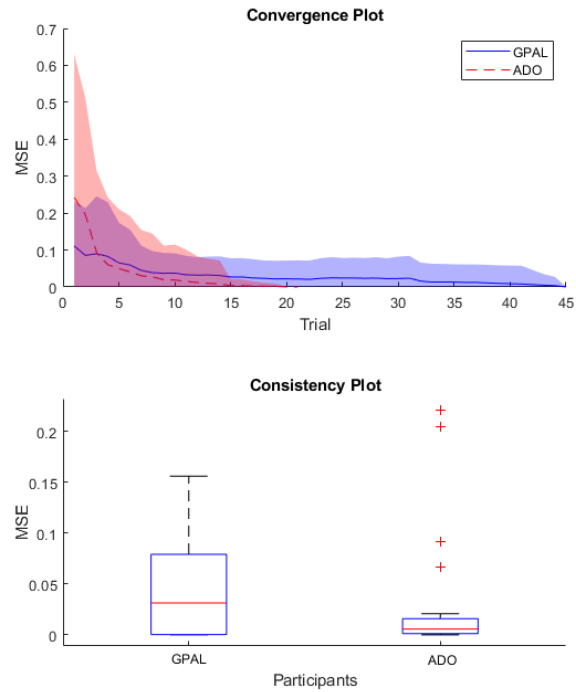 Convergence Plot
0.7
0.6
0.5
0.4
0.3
0.2
0.1
0
MSE
GPAL
ADO
0 5 10 15 20 25 30 35 40 45
Trial
Consistency Plot
0.2
0.15
0.1
0.05
0
MSE
GPAL ADO
Participants